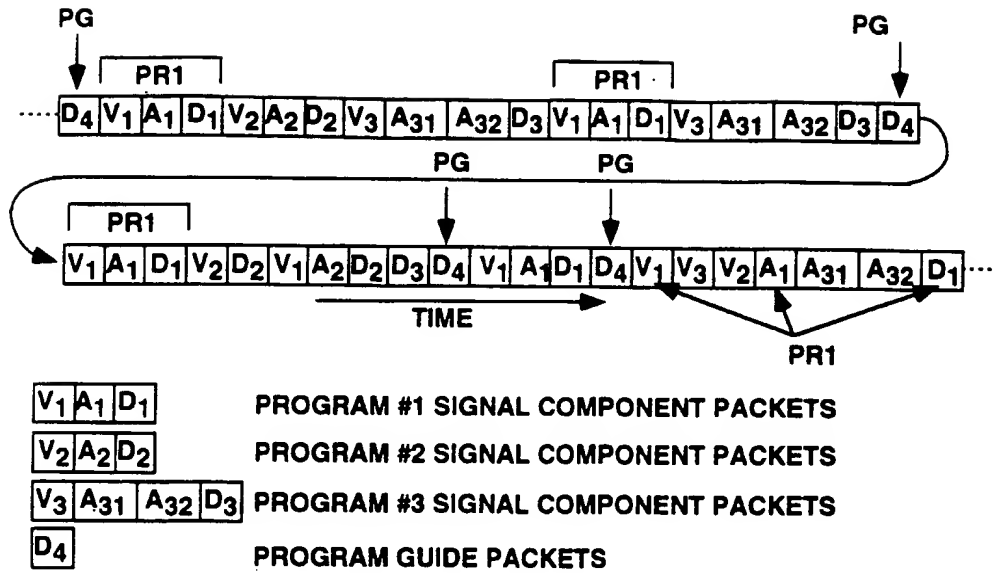 PG PG
PR1 PR1
D4 V1 A1 D1 V2 A2 D2 V3 A31 A32 D3 V1 A1 D1 V3 A31 A32 D3 D4
PG PG
PR1
V1 A1 D1 V2 D2 V1 A2 D2 D3 D4 V1 A1 D1 D4 V1 V3 V2 A1 A31 A32 D1
TIME
PR1
V1 A1 D1 PROGRAM #1 SIGNAL COMPONENT PACKETS
V2 A2 D2 PROGRAM #2 SIGNAL COMPONENT PACKETS
V3 A31 A32 D3 PROGRAM #3 SIGNAL COMPONENT PACKETS
D4 PROGRAM GUIDE PACKETS